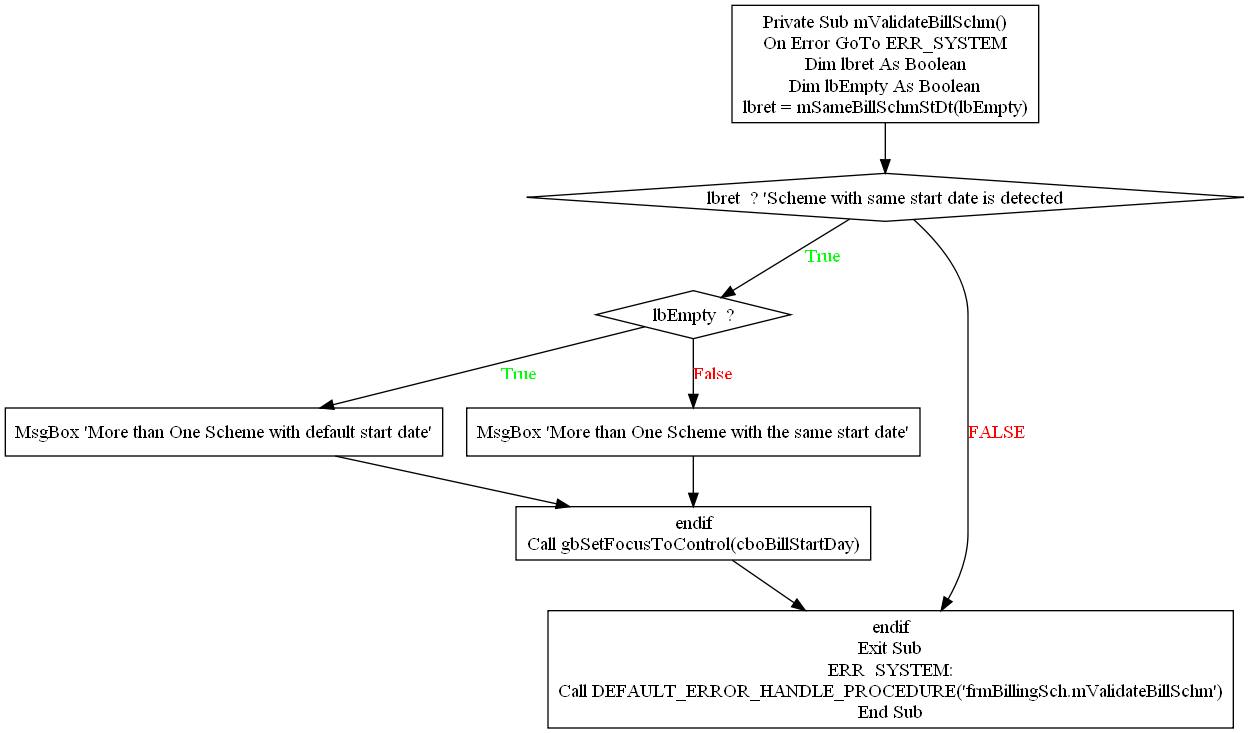 Private Sub mValidateBillSchm()
On Error GoTo ERR_SYSTEM
Dim lbret As Boolean
Dim lbEmpty As Boolean
lbret = mSameBillSchmStDt(lbEmpty)
lbret  ? 'Scheme with same start date is detected
True
lbEmpty  ?
True
False
MsgBox 'More than One Scheme with default start date'
MsgBox 'More than One Scheme with the same start date'
FALSE
endif
Call gbSetFocusToControl(cboBillStartDay)
endif
Exit Sub
ERR_SYSTEM:
Call DEFAULT_ERROR_HANDLE_PROCEDURE('frmBillingSch.mValidateBillSchm')
End Sub